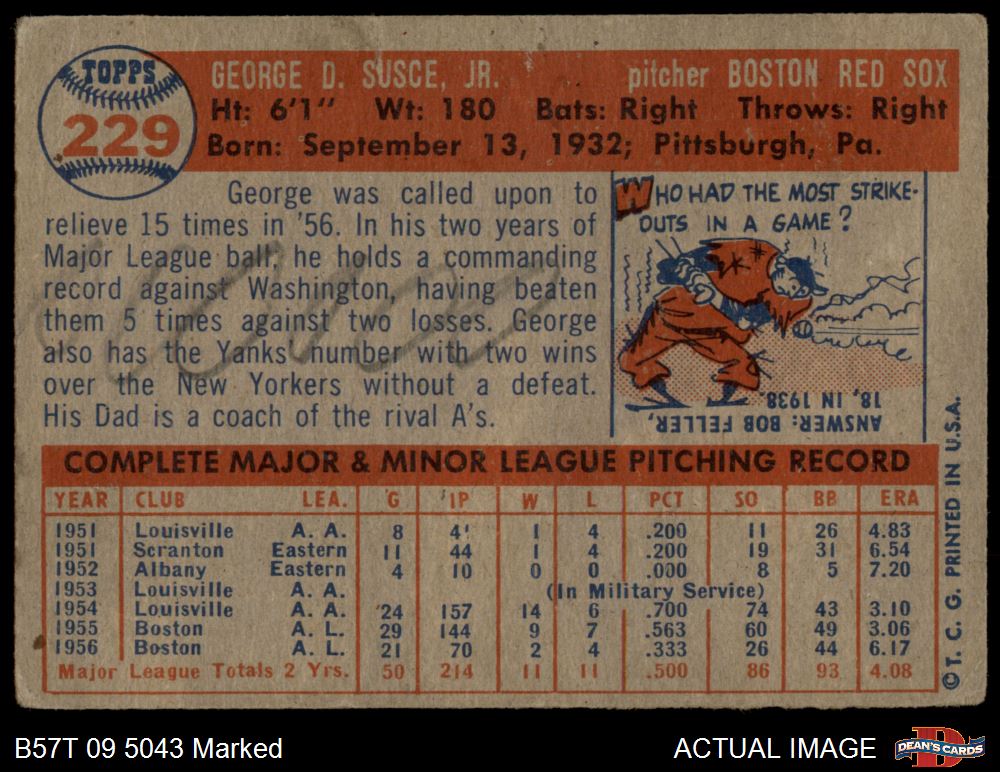 TOPPS
229
GEORGE D. SUSCE, JR. pitcher BOSTON RED SOX
Ht: 6'1" Wt: 180 Bats: Right Throws: Right
Born: September 13, 1932; Pittsburgh, Pa.
George was called upon to
relieve 15 times in '56. In his two years of
Major League ball, he holds a commanding
record against Washington, having beaten
them 5 times against two losses. George
also has the Yanks' number with two wins
over the New Yorkers without a defeat.
His Dad is a coach of the rival A's.
WHO HAD THE MOST STRIKE-
OUTS IN A GAME?
ANSWER: BOB FELLER,
18, IN 1938.
COMPLETE MAJOR & MINOR LEAGUE PITCHING RECORD
YEAR CLUB LEA. G IP W L PCT SO BB ERA
1951 Louisville A. A. 8 41 1 4 .200 11 26 4.83
1951 Scranton Eastern 11 44 1 4 .200 19 31 6.54
1952 Albany Eastern 4 10 0 0 .000 8 5 7.20
1953 Louisville A. A. (In Military Service)
1954 Louisville A. A. 24 157 14 6 .700 74 43 3.10
1955 Boston A. L. 29 144 9 7 .563 60 49 3.06
1956 Boston A. L. 21 70 2 4 .333 26 44 6.17
Major League Totals 2 Yrs. 50 214 11 11 .500 86 93 4.08
©T. C. G. PRINTED IN U.S.A.
B57T 09 5043 Marked
ACTUAL IMAGE
DEAN'S CARDS